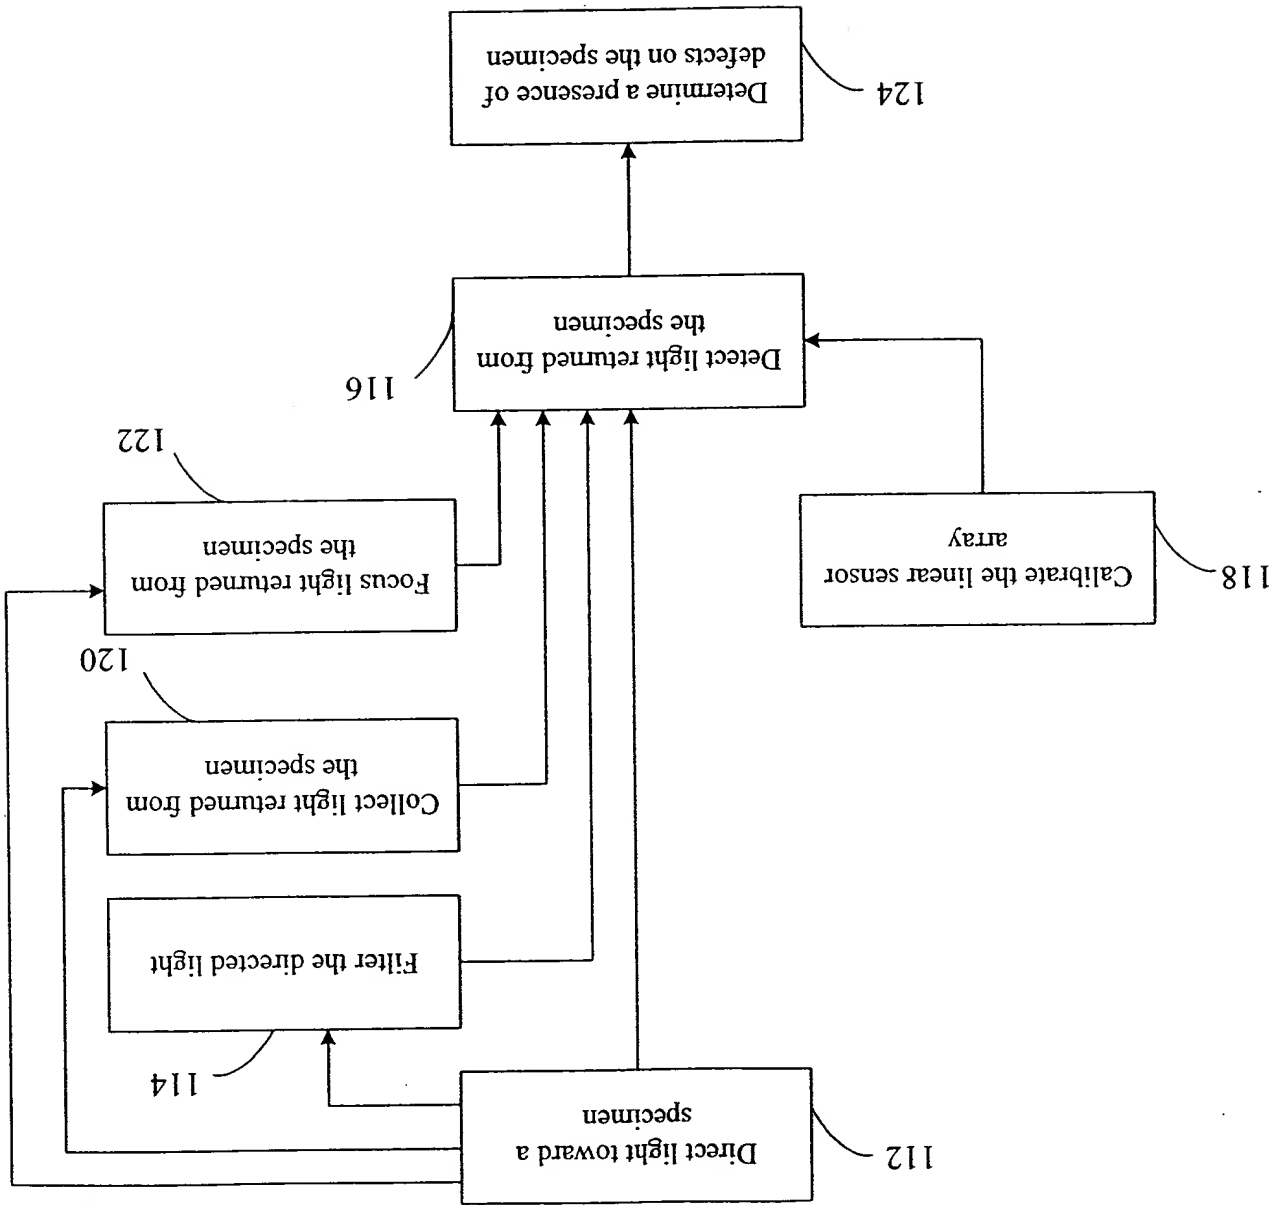 112
Direct light toward a
specimen
114
Filter the directed light
120
Collect light returned from
the specimen
118
Calibrate the linear sensor
array
122
Focus light returned from
the specimen
116
Detect light returned from
the specimen
124
Determine a presence of
defects on the specimen